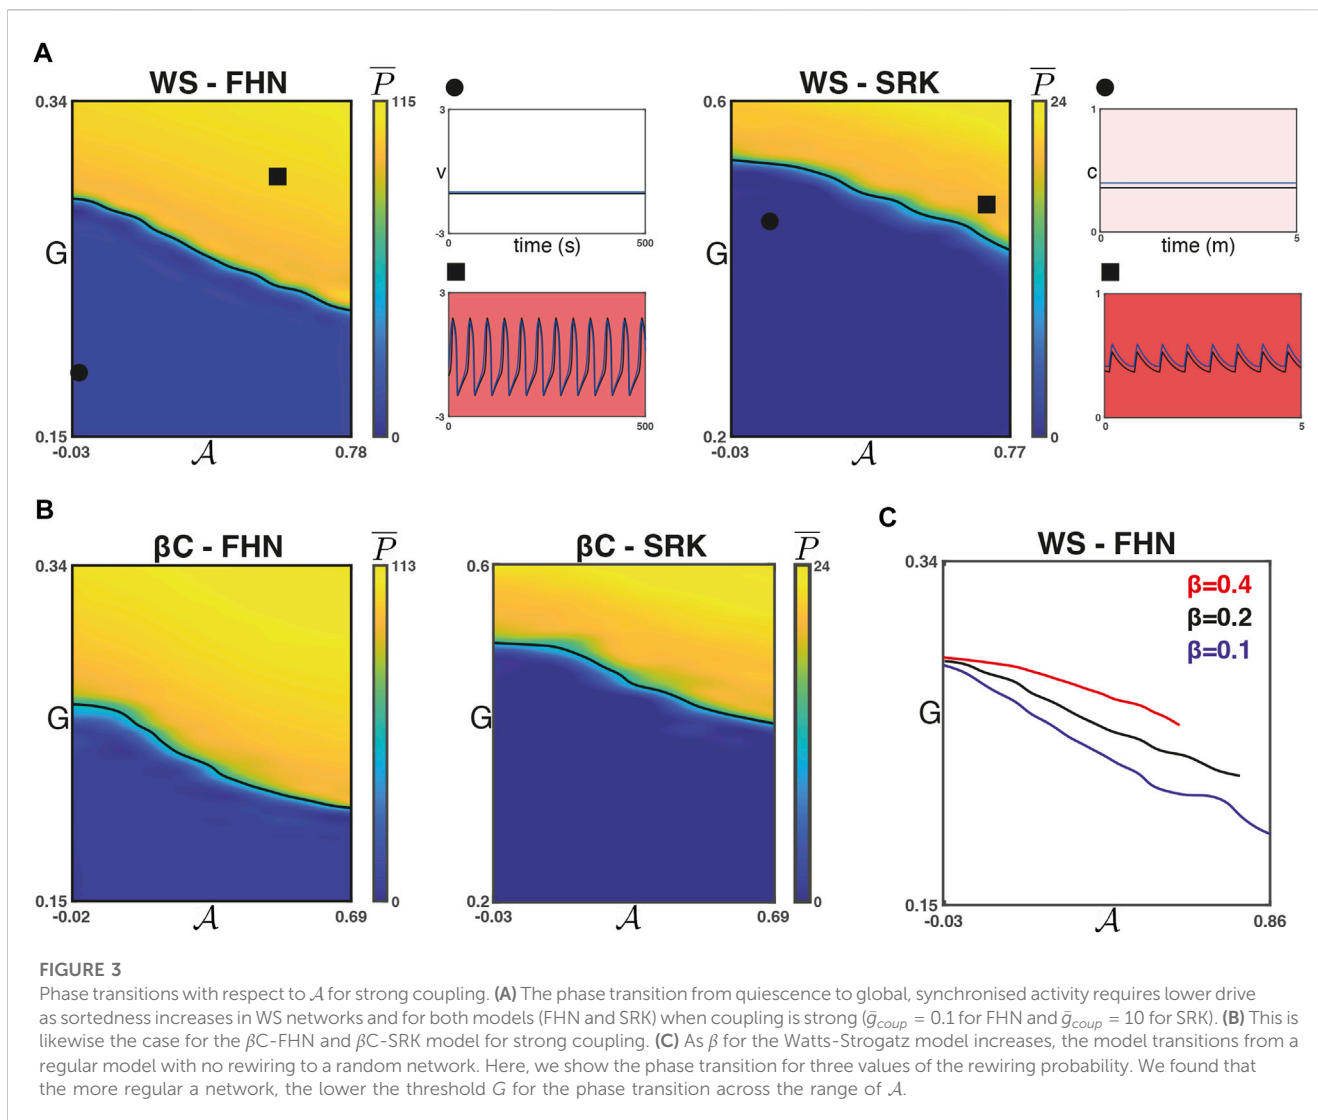 A
WS - FHN
P
0.34
G
0.15
-0.03
A
0.78
115
0
3
V
-3
0
time (s)
500
3
-3
0
500
WS - SRK
P
0.6
G
0.2
-0.03
A
0.77
24
0
1
C
0
0
time (m)
5
1
0
0
5
B
βC - FHN
P
0.34
G
0.15
-0.02
A
0.69
113
0
βC - SRK
P
0.6
G
0.2
-0.03
A
0.69
24
0
C
WS - FHN
0.34
β=0.4
β=0.2
β=0.1
G
0.15
-0.03
A
0.86
FIGURE 3
Phase transitions with respect to 𝒜 for strong coupling. (A) The phase transition from quiescence to global, synchronised activity requires lower drive
as sortedness increases in WS networks and for both models (FHN and SRK) when coupling is strong (ḡcoup = 0.1 for FHN and ḡcoup = 10 for SRK). (B) This is
likewise the case for the βC-FHN and βC-SRK model for strong coupling. (C) As β for the Watts-Strogatz model increases, the model transitions from a
regular model with no rewiring to a random network. Here, we show the phase transition for three values of the rewiring probability. We found that
the more regular a network, the lower the threshold G for the phase transition across the range of 𝒜.